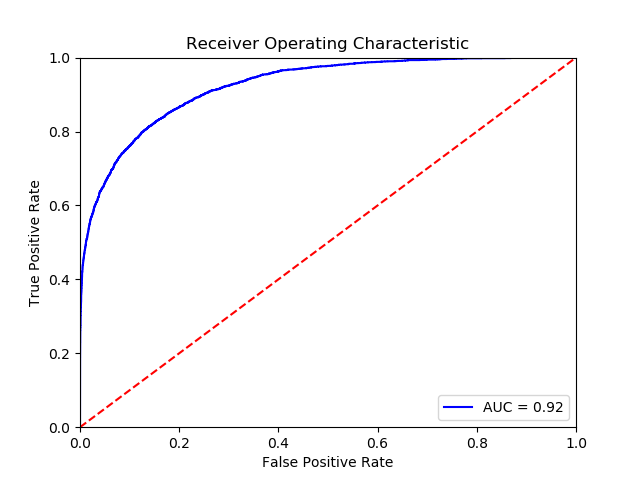 Receiver Operating Characteristic
1.0
0.8
0.6
0.4
0.2
0.0
True Positive Rate
AUC = 0.92
0.0 0.2 0.4 0.6 0.8 1.0
False Positive Rate